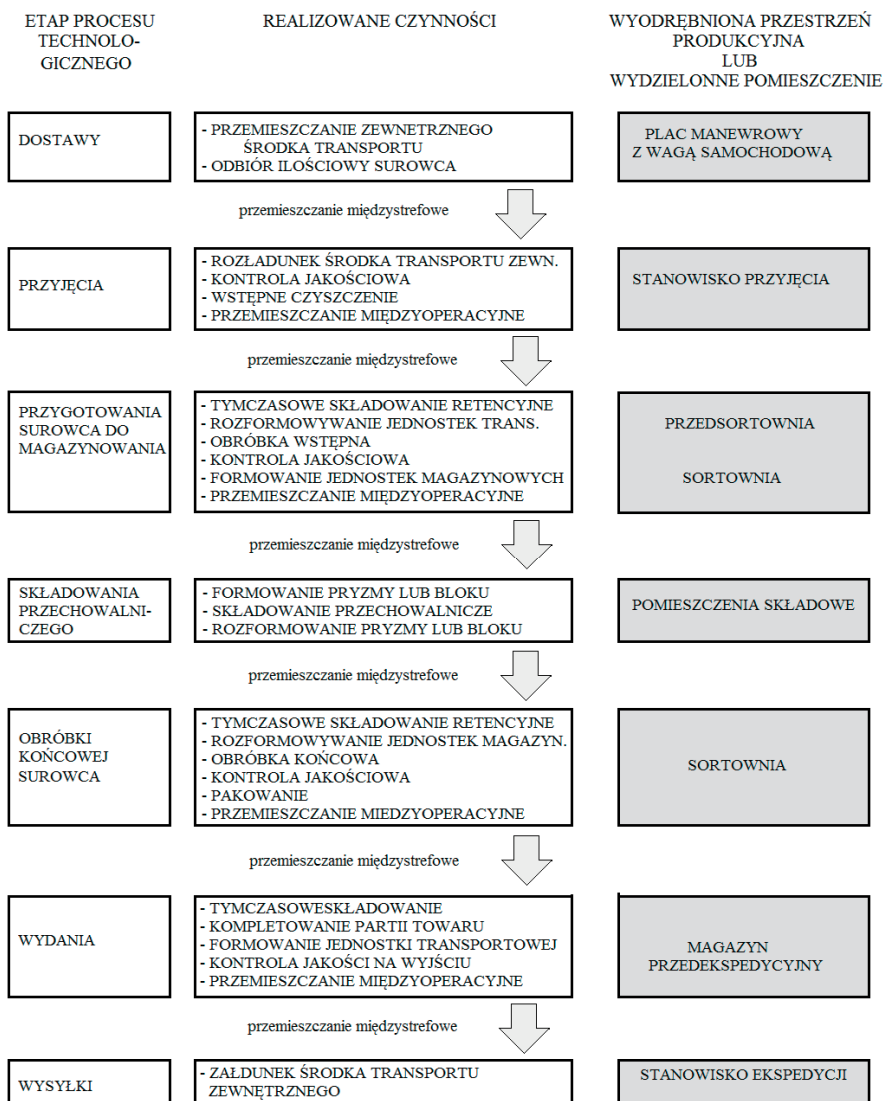 ETAP PROCESU
TECHNOLO-
GICZNEGO
REALIZOWANE CZYNNOŚCI
WYODRĘBNIONA PRZESTRZEŃ
PRODUKCYJNA
LUB
WYDZIELONNE POMIESZCZENIE
DOSTAWY
- PRZEMIESZCZANIE ZEWNETRZNEGO
ŚRODKA TRANSPORTU
- ODBIÓR ILOŚCIOWY SUROWCA
PLAC MANEWROWY
Z WAGĄ SAMOCHODOWĄ
przemieszczanie międzystrefowe
PRZYJĘCIA
- ROZŁADUNEK ŚRODKA TRANSPORTU ZEWN.
- KONTROLA JAKOŚCIOWA
- WSTĘPNE CZYSZCZENIE
- PRZEMIESZCZANIE MIĘDZYOPERACYJNE
STANOWISKO PRZYJĘCIA
przemieszczanie międzystrefowe
PRZYGOTOWANIA
SUROWCA DO
MAGAZYNOWANIA
- TYMCZASOWE SKŁADOWANIE RETENCYJNE
- ROZFORMOWYWANIE JEDNOSTEK TRANS.
- OBRÓBKA WSTĘPNA
- KONTROLA JAKOŚCIOWA
- FORMOWANIE JEDNOSTEK MAGAZYNOWYCH
- PRZEMIESZCZANIE MIĘDZYOPERACYJNE
PRZEDSORTOWNIA
SORTOWNIA
przemieszczanie międzystrefowe
SKŁADOWANIA
PRZECHOWALNI-
CZEGO
- FORMOWANIE PRYZMY LUB BLOKU
- SKŁADOWANIE PRZECHOWALNICZE
- ROZFORMOWANIE PRYZMY LUB BLOKU
POMIESZCZENIA SKŁADOWE
przemieszczanie międzystrefowe
OBRÓBKI
KOŃCOWEJ
SUROWCA
- TYMCZASOWE SKŁADOWANIE RETENCYJNE
- ROZFORMOWYWANIE JEDNOSTEK MAGAZYN.
- OBRÓBKA KOŃCOWA
- KONTROLA JAKOŚCIOWA
- PAKOWANIE
- PRZEMIESZCZANIE MIEDZYOPERACYJNE
SORTOWNIA
przemieszczanie międzystrefowe
WYDANIA
- TYMCZASOWESKŁADOWANIE
- KOMPLETOWANIE PARTII TOWARU
- FORMOWANIE JEDNOSTKI TRANSPORTOWEJ
- KONTROLA JAKOŚCI NA WYJŚCIU
- PRZEMIESZCZANIE MIĘDZYOPERACYJNE
MAGAZYN
PRZEDEKSPEDYCYJNY
przemieszczanie międzystrefowe
WYSYŁKI
- ZAŁDUNEK ŚRODKA TRANSPORTU
ZEWNĘTRZNEGO
STANOWISKO EKSPEDYCJI